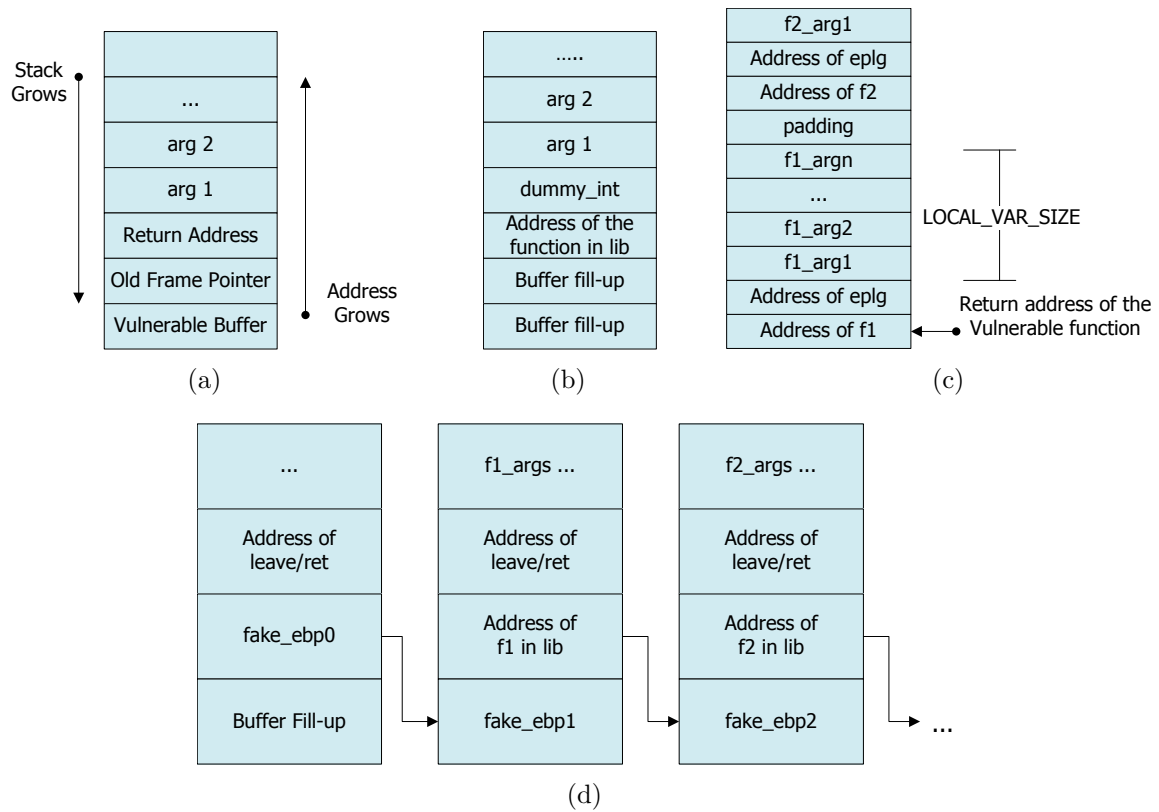 Stack
Grows
...
arg 2
arg 1
Return Address
Old Frame Pointer
Vulnerable Buffer
Address
Grows
(a)
.....
arg 2
arg 1
dummy_int
Address of the
function in lib
Buffer fill-up
Buffer fill-up
(b)
f2_arg1
Address of eplg
Address of f2
padding
f1_argn
...
f1_arg2
f1_arg1
Address of eplg
Address of f1
LOCAL_VAR_SIZE
Return address of the
Vulnerable function
(c)
...
Address of
leave/ret
fake_ebp0
Buffer Fill-up
f1_args ...
Address of
leave/ret
Address of
f1 in lib
fake_ebp1
f2_args ...
Address of
leave/ret
Address of
f2 in lib
fake_ebp2
...
(d)